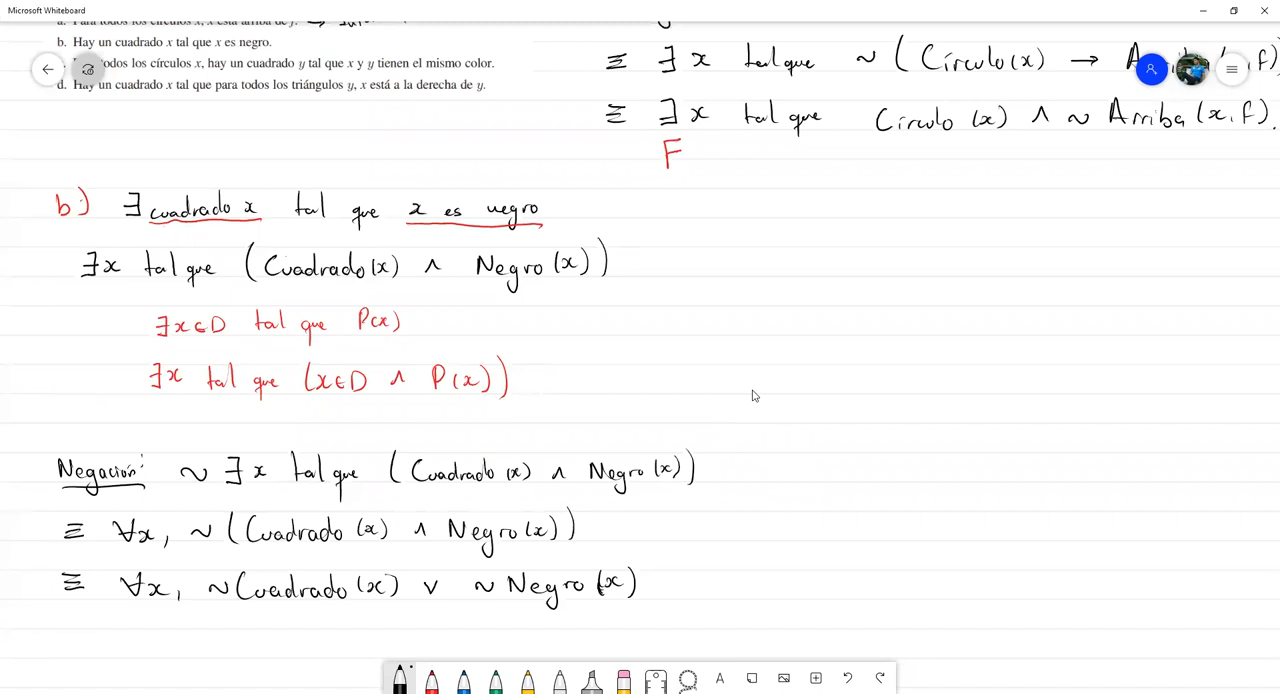 Microsoft Whiteboard
a. Para todos los círculos x, x está arriba de f.
b. Hay un cuadrado x tal que x es negro.
todos los círculos x, hay un cuadrado y tal que x y y tienen el mismo color.
d. Hay un cuadrado x tal que para todos los triángulos y, x está a la derecha de y.
≡ ∃ x tal que ~ (Círculo(x) → (x, f)
≡ ∃ x tal que Círculo (x) ∧ ~ Arriba (x, f).
F
b) ∃ cuadrado x tal que x es negro
∃x tal que (Cuadrado(x) ∧ Negro(x))
∃x∈D tal que P(x)
∃x tal que (x∈D ∧ P(x))
Negación: ~ ∃ x tal que (Cuadrado (x) ∧ Negro(x))
≡ ∀x, ~ (Cuadrado (x) ∧ Negro(x))
≡ ∀x, ~Cuadrado (x) ∨ ~ Negro (x)
A